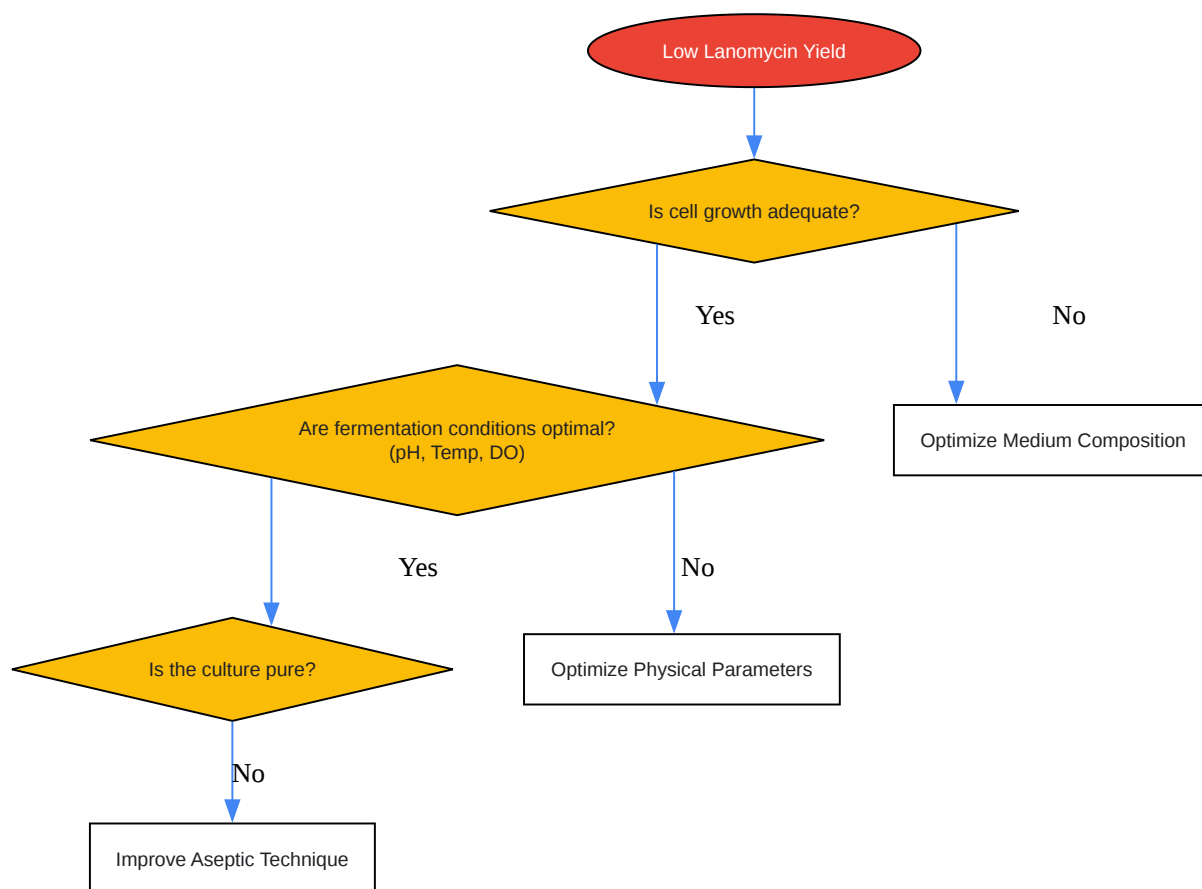 Low Lanomycin Yield
Is cell growth adequate?
Yes
No
Are fermentation conditions optimal?
(pH, Temp, DO)
Optimize Medium Composition
Yes
No
Is the culture pure?
Optimize Physical Parameters
No
Improve Aseptic Technique